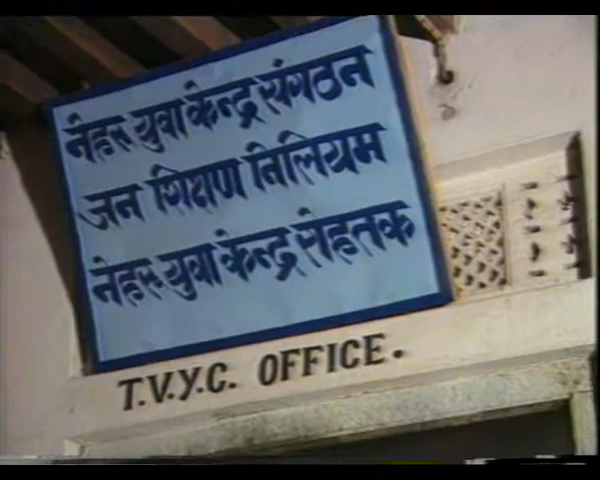 नेहरू युवा केन्द्र संगठन
जन शिक्षण निलियम
नेहरू युवा केन्द्र रोहतक
T.V.Y.C. OFFICE.